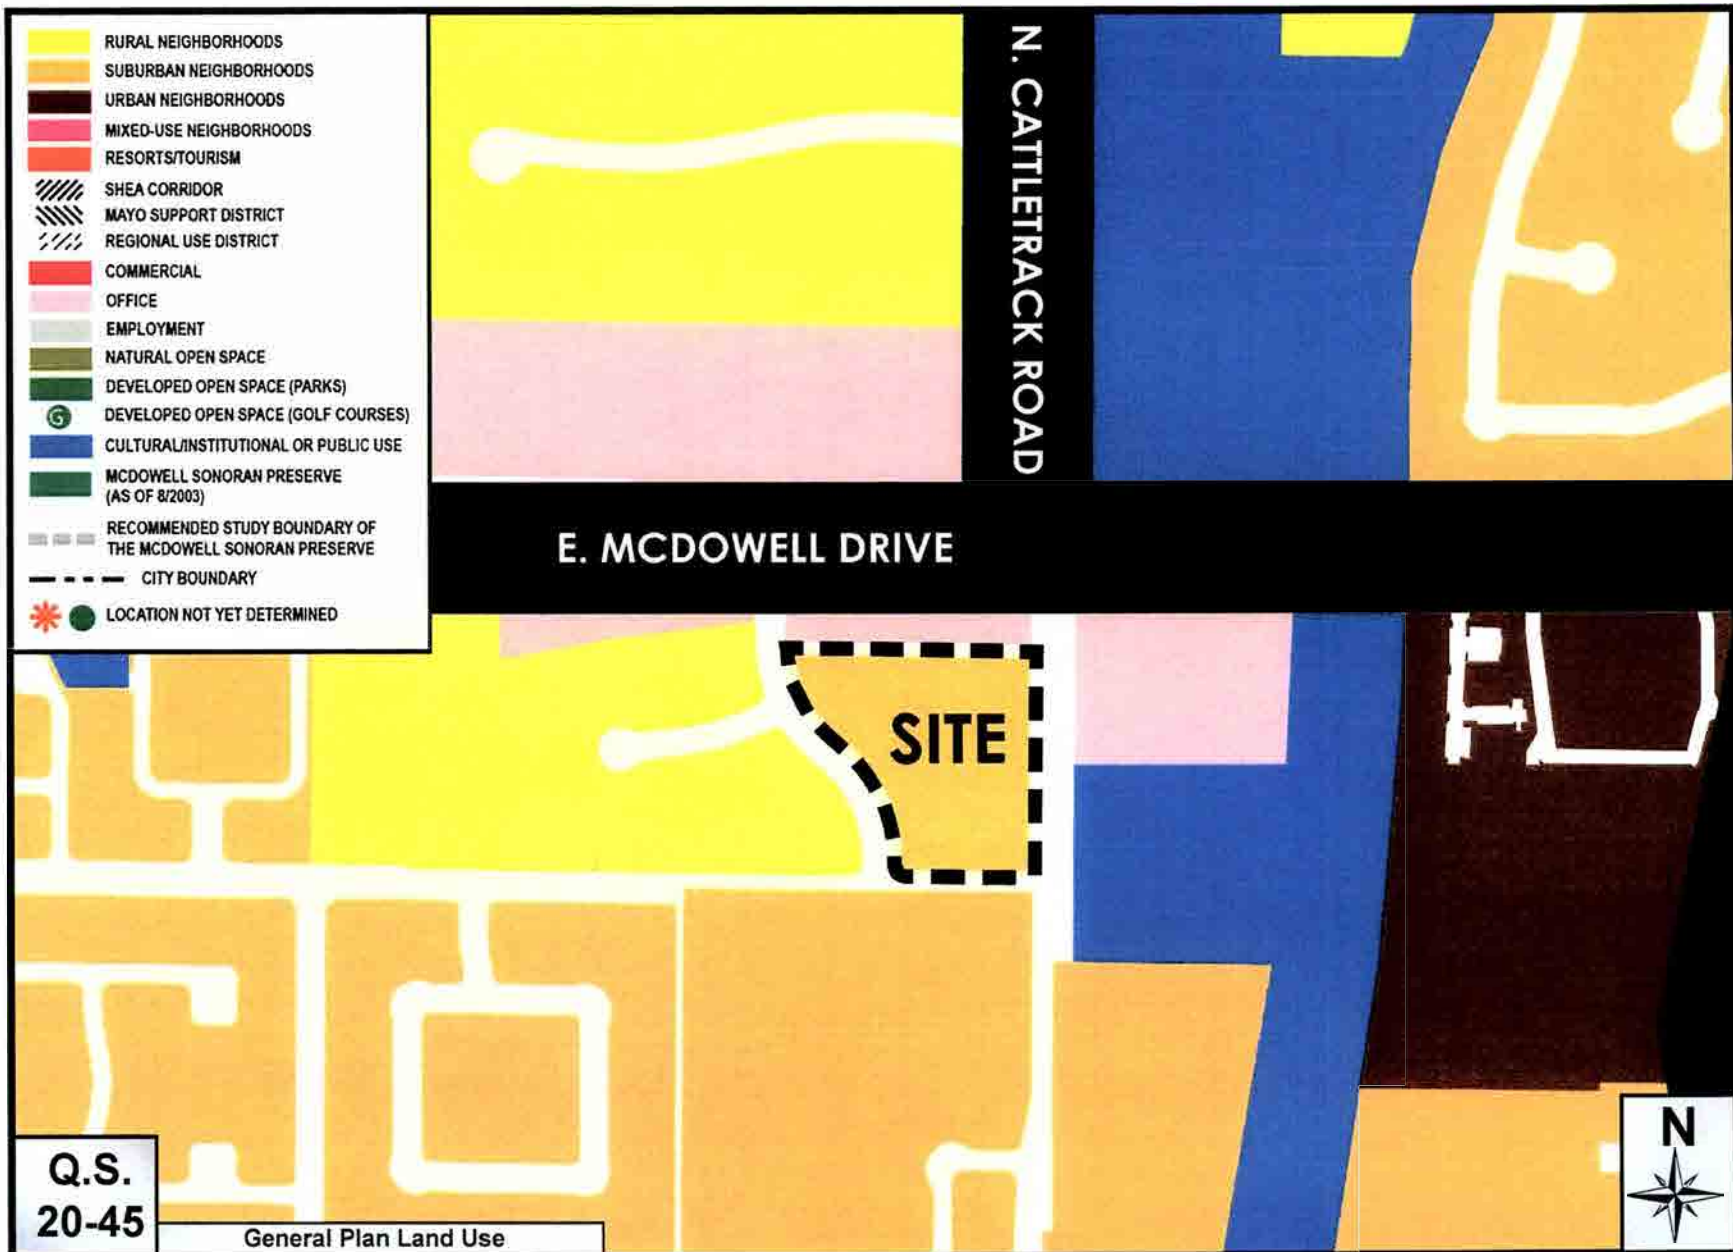 RURAL NEIGHBORHOODS
SUBURBAN NEIGHBORHOODS
URBAN NEIGHBORHOODS
MIXED-USE NEIGHBORHOODS
RESORTS/TOURISM
SHEA CORRIDOR
MAYO SUPPORT DISTRICT
REGIONAL USE DISTRICT
COMMERCIAL
OFFICE
EMPLOYMENT
NATURAL OPEN SPACE
DEVELOPED OPEN SPACE (PARKS)
G DEVELOPED OPEN SPACE (GOLF COURSES)
CULTURAL/INSTITUTIONAL OR PUBLIC USE
MCDOWELL SONORAN PRESERVE
(AS OF 8/2003)
RECOMMENDED STUDY BOUNDARY OF
THE MCDOWELL SONORAN PRESERVE
CITY BOUNDARY
LOCATION NOT YET DETERMINED
N. CATTLETRACK ROAD
E. MCDOWELL DRIVE
SITE
Q.S.
20-45
General Plan Land Use
N